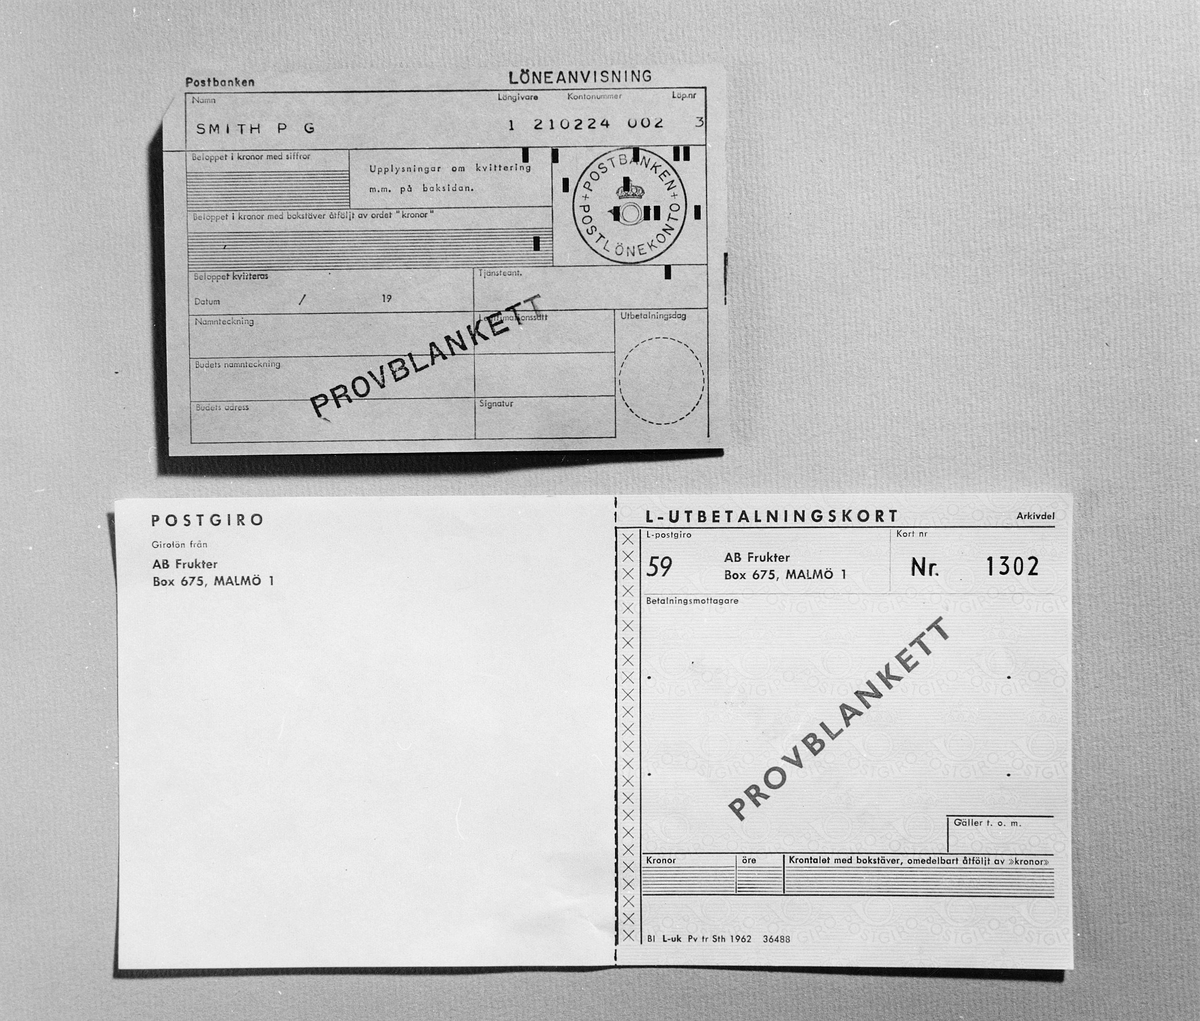 Postbanken LÖNEANVISNING
Namn Löngivare Kontonummer Löp.nr
SMITH P G 1 210224 002 3
Beloppet i kronor med siffror
Upplysningar om kvittering
m.m. på baksidan.
POSTBANKEN
POSTLÖNEKONTO
Beloppet i kronor med bokstäver åtföljt av ordet "kronor"
Beloppet kvitteras Tjänsteant.
Datum / 19
Namnteckning Legitimationssätt Utbetalningsdag
Budets namnteckning
Budets adress Signatur
PROVBLANKETT
POSTGIRO
Girolön från
AB Frukter
Box 675, MALMÖ 1
L-UTBETALNINGSKORT Arkivdel
L-postgiro Kort nr
59 AB Frukter Nr. 1302
Box 675, MALMÖ 1
Betalningsmottagare
PROVBLANKETT
Gäller t. o. m.
Kronor öre Krontalet med bokstäver, omedelbart åtföljt av »kronor»
Bl L-uk Pv tr Sth 1962 36488